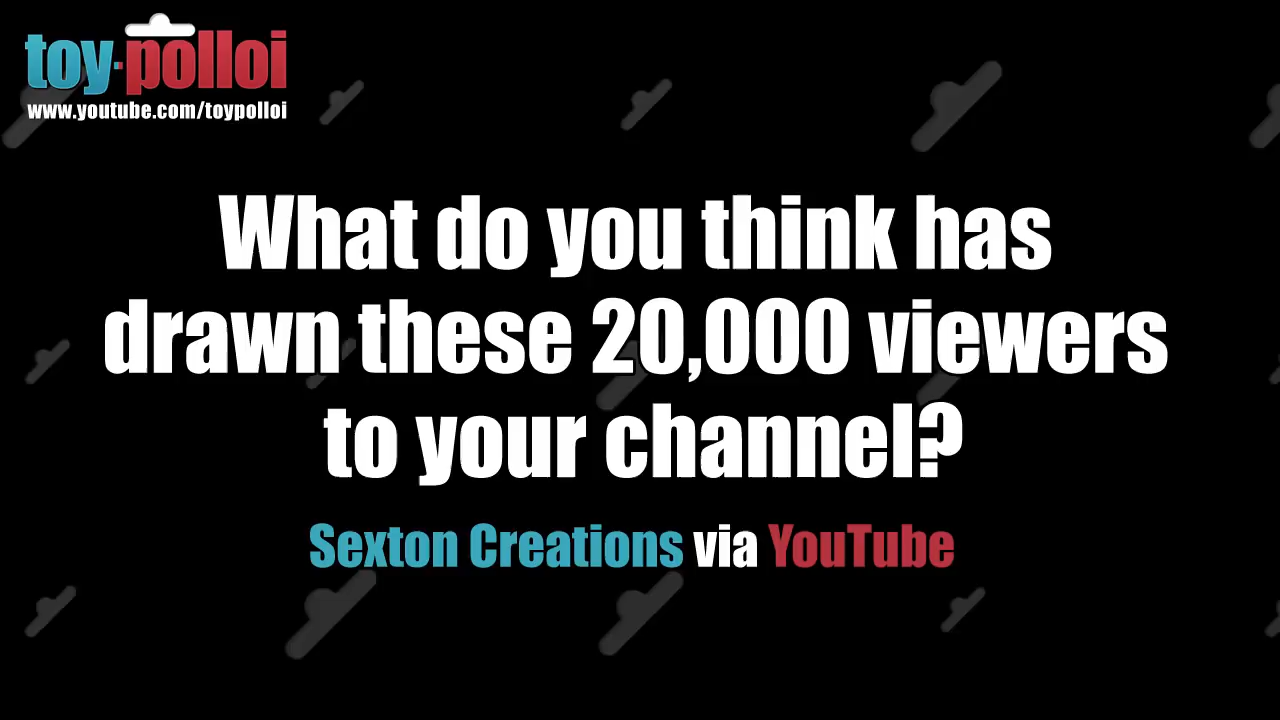 toy-polloi
www.youtube.com/toypolloi
What do you think has
drawn these 20,000 viewers
to your channel?
Sexton Creations via YouTube